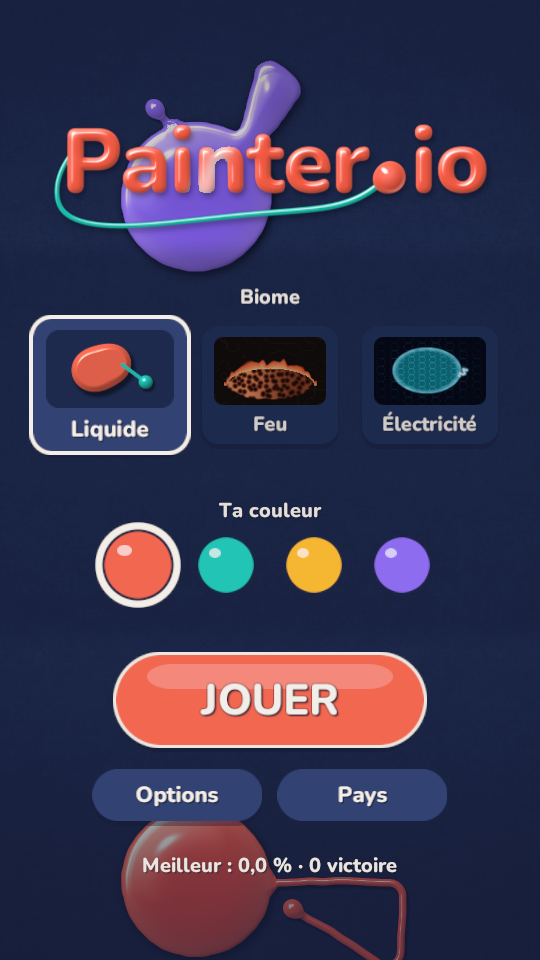 Painter.io
Biome
Liquide
Feu
Électricité
Ta couleur
JOUER
Options
Pays
Meilleur : 0,0 % · 0 victoire